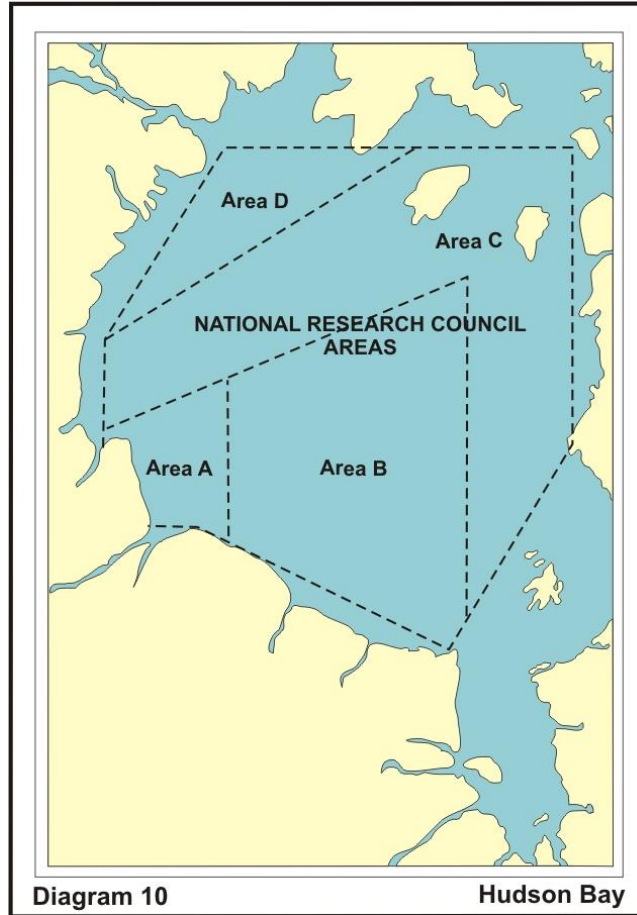 Area D
Area C
NATIONAL RESEARCH COUNCIL
AREAS
Area A
Area B
Diagram 10
Hudson Bay